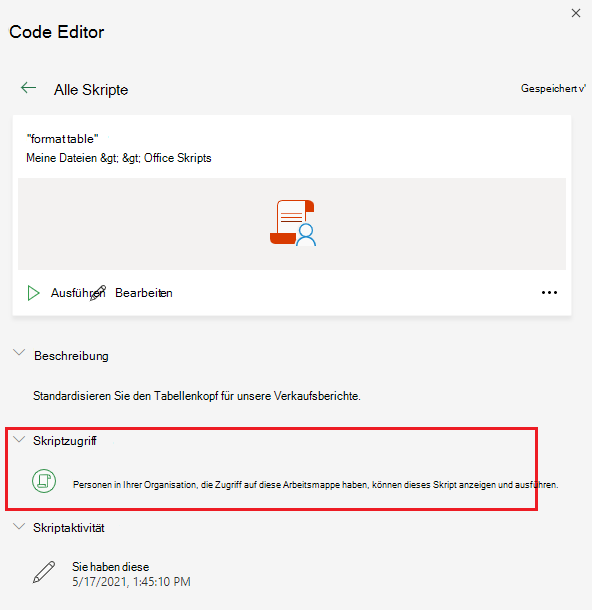 Code Editor
Alle Skripte
Gespeichert v'
"format table"
Meine Dateien &gt; &gt; Office Skripts
Ausführen
Bearbeiten
Beschreibung
Standardisieren Sie den Tabellenkopf für unsere Verkaufsberichte.
Skriptzugriff
Personen in Ihrer Organisation, die Zugriff auf diese Arbeitsmappe haben, können dieses Skript anzeigen und ausführen.
Skriptaktivität
Sie haben diese
5/17/2021, 1:45:10 PM